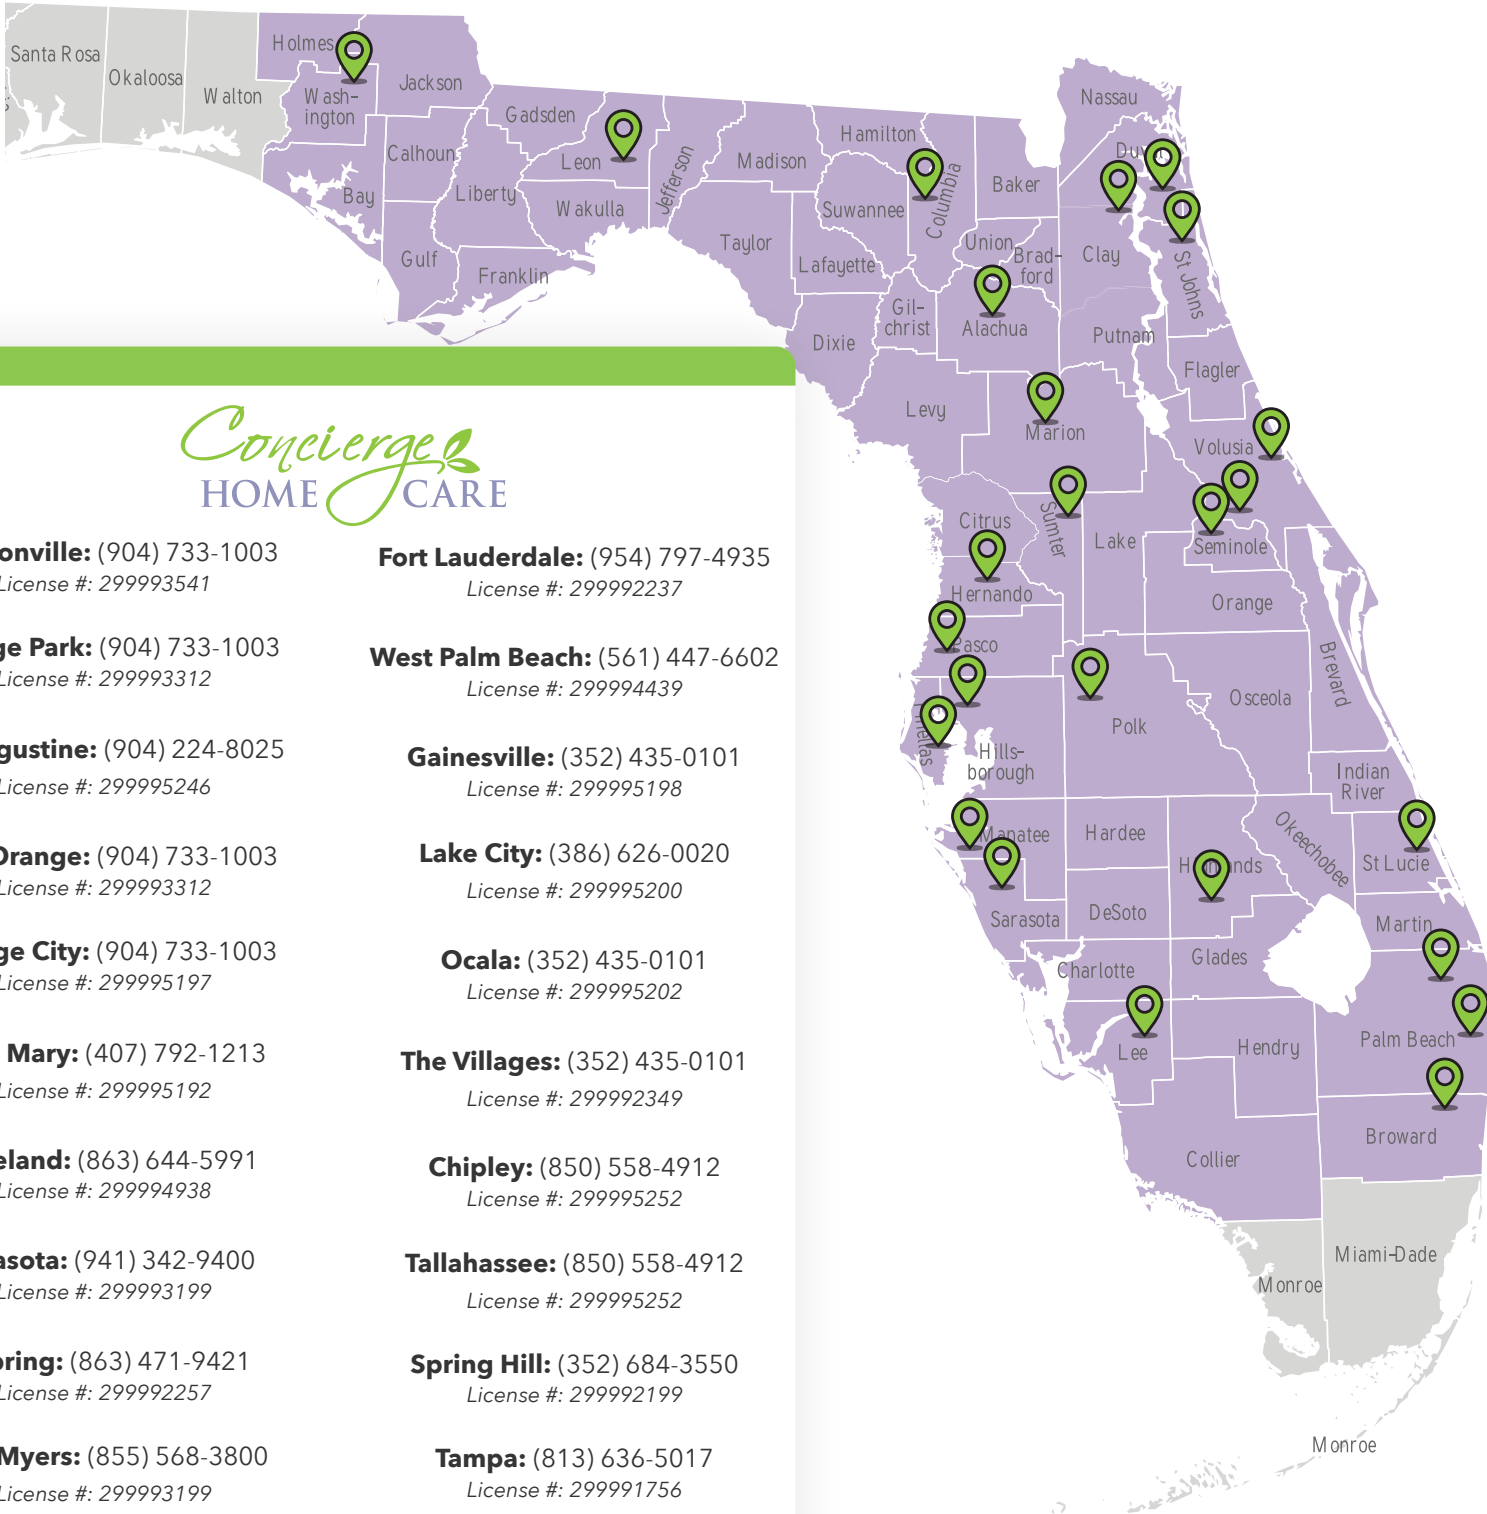 Concierge
HOME CARE
onville: (904) 733-1003
License #: 299993541
ge Park: (904) 733-1003
License #: 299993312
gustine: (904) 224-8025
License #: 299995246
Orange: (904) 733-1003
License #: 299993312
ge City: (904) 733-1003
License #: 299995197
Mary: (407) 792-1213
License #: 299995192
eland: (863) 644-5991
License #: 299994938
asota: (941) 342-9400
License #: 299993199
oring: (863) 471-9421
License #: 299992257
Myers: (855) 568-3800
License #: 299993199
Fort Lauderdale: (954) 797-4935
License #: 299992237
West Palm Beach: (561) 447-6602
License #: 299994439
Gainesville: (352) 435-0101
License #: 299995198
Lake City: (386) 626-0020
License #: 299995200
Ocala: (352) 435-0101
License #: 299995202
The Villages: (352) 435-0101
License #: 299992349
Chipley: (850) 558-4912
License #: 299995252
Tallahassee: (850) 558-4912
License #: 299995252
Spring Hill: (352) 684-3550
License #: 299992199
Tampa: (813) 636-5017
License #: 299991756
Santa Rosa
Okaloosa
Walton
Holmes
Wash-
ington
Jackson
Bay
Calhoun
Gulf
Liberty
Gadsden
Franklin
Leon
Wakulla
Jefferson
Madison
Taylor
Hamilton
Suwannee
Lafayette
Dixie
Columbia
Gil-
christ
Baker
Union
Brad-
ford
Alachua
Nassau
Duval
Clay
St Johns
Putnam
Flagler
Levy
Marion
Volusia
Citrus
Sumter
Lake
Seminole
Hernando
Orange
Pasco
Brevard
Osceola
Polk
Pinellas
Hills-
borough
Indian
River
Manatee
Hardee
Highlands
Okeechobee
St Lucie
Sarasota
DeSoto
Martin
Charlotte
Glades
Lee
Hendry
Palm Beach
Broward
Collier
Miami-Dade
Monroe
Monroe